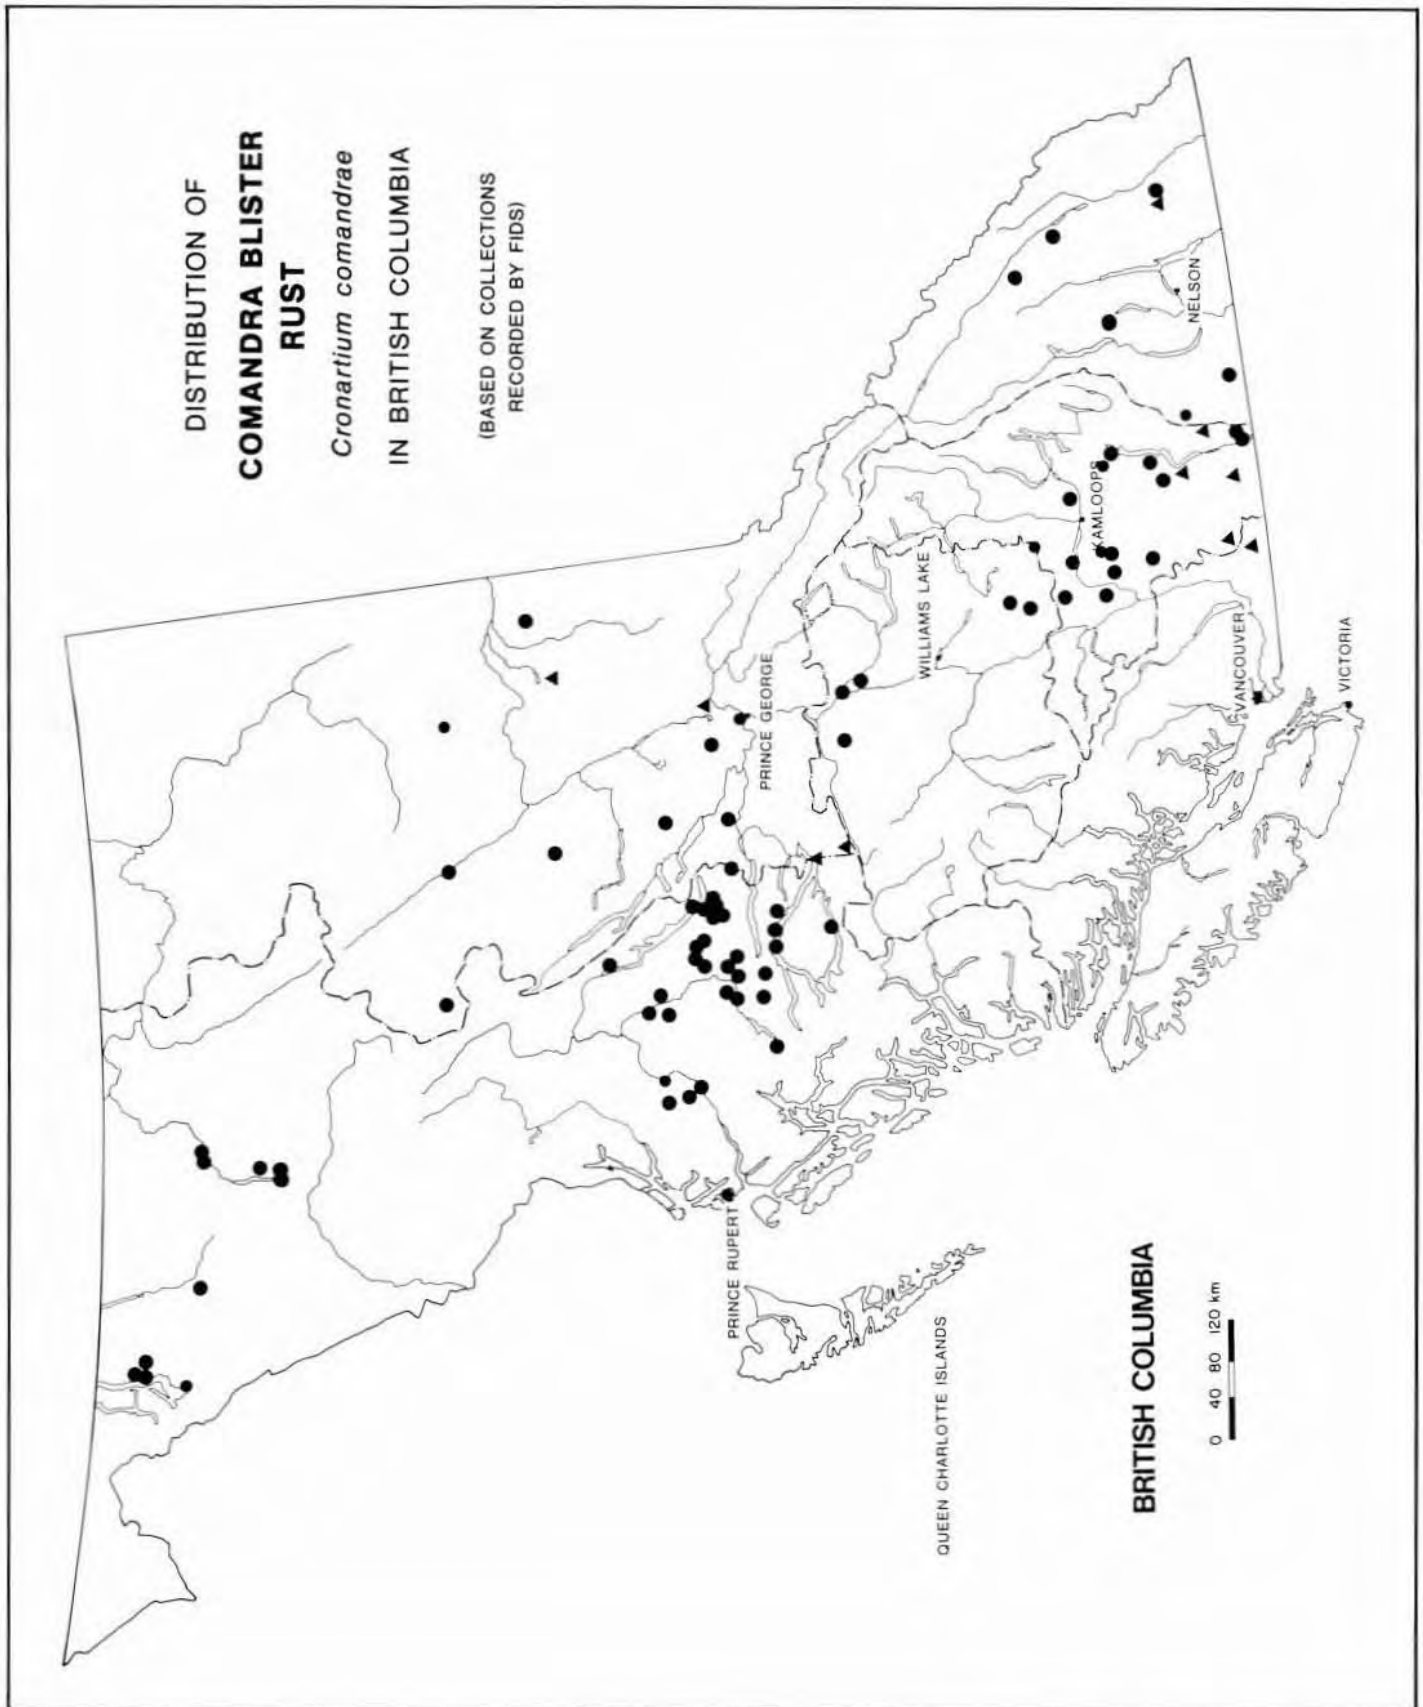 DISTRIBUTION OF
COMANDRA BLISTER
RUST
Cronartium comandrae
IN BRITISH COLUMBIA
(BASED ON COLLECTIONS
RECORDED BY FIDS)
PRINCE RUPERT
PRINCE GEORGE
QUEEN CHARLOTTE ISLANDS
WILLIAMS LAKE
KAMLOOPS
NELSON
VANCOUVER
VICTORIA
BRITISH COLUMBIA
0 40 80 120 km